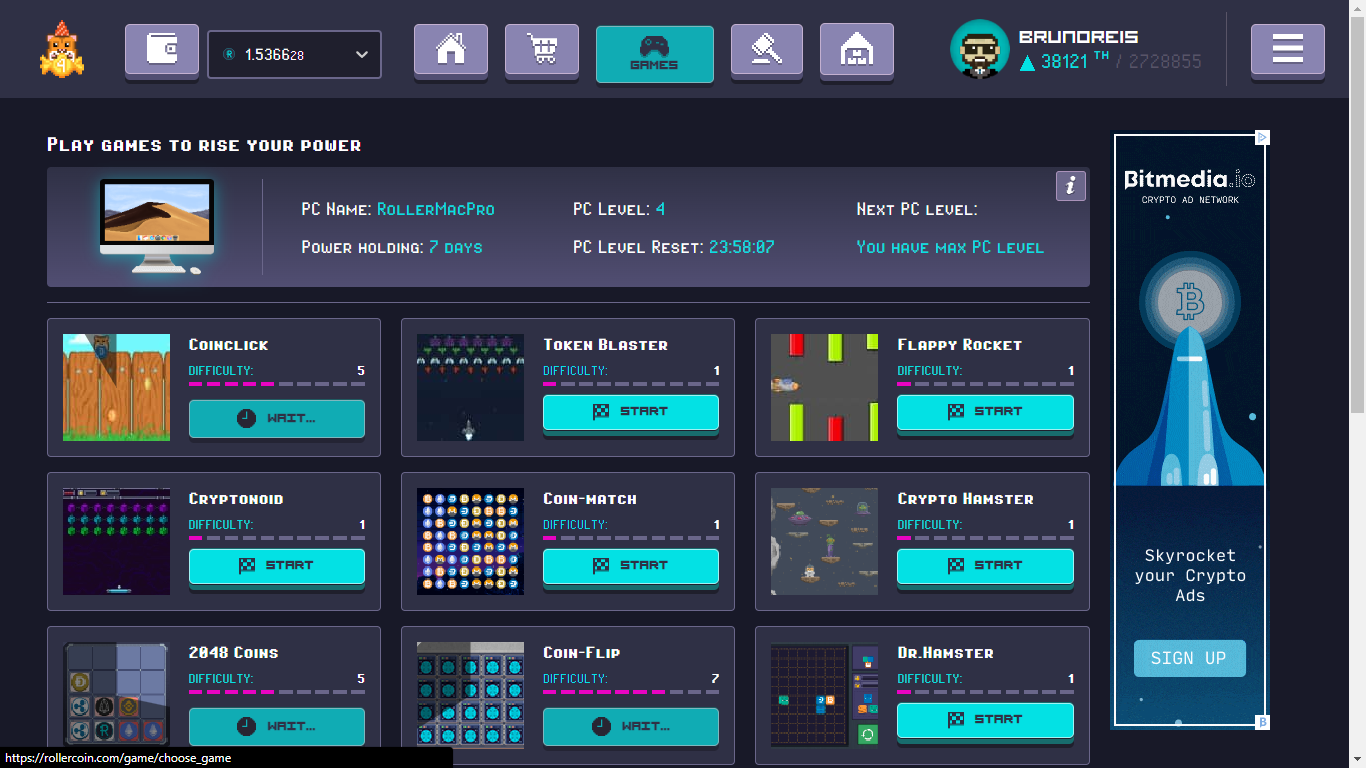 1.536628
GAMES
BRUNOREIS
38121 TH / 2728855
Play games to rise your power
PC Name: RollerMacPro
PC Level: 4
Next PC level:
Power holding: 7 days
PC Level Reset: 23:58:07
You have max PC level
i
Coinclick
DIFFICULTY: 5
WAIT...
Token Blaster
DIFFICULTY: 1
START
Flappy Rocket
DIFFICULTY: 1
START
Cryptonoid
DIFFICULTY: 1
START
Coin-match
DIFFICULTY: 1
START
Crypto Hamster
DIFFICULTY: 1
START
2048 Coins
DIFFICULTY: 5
WAIT...
Coin-Flip
DIFFICULTY: 7
WAIT...
Dr.Hamster
DIFFICULTY: 1
START
Bitmedia.io
CRYPTO AD NETWORK
Skyrocket
your Crypto
Ads
SIGN UP
https://rollercoin.com/game/choose_game